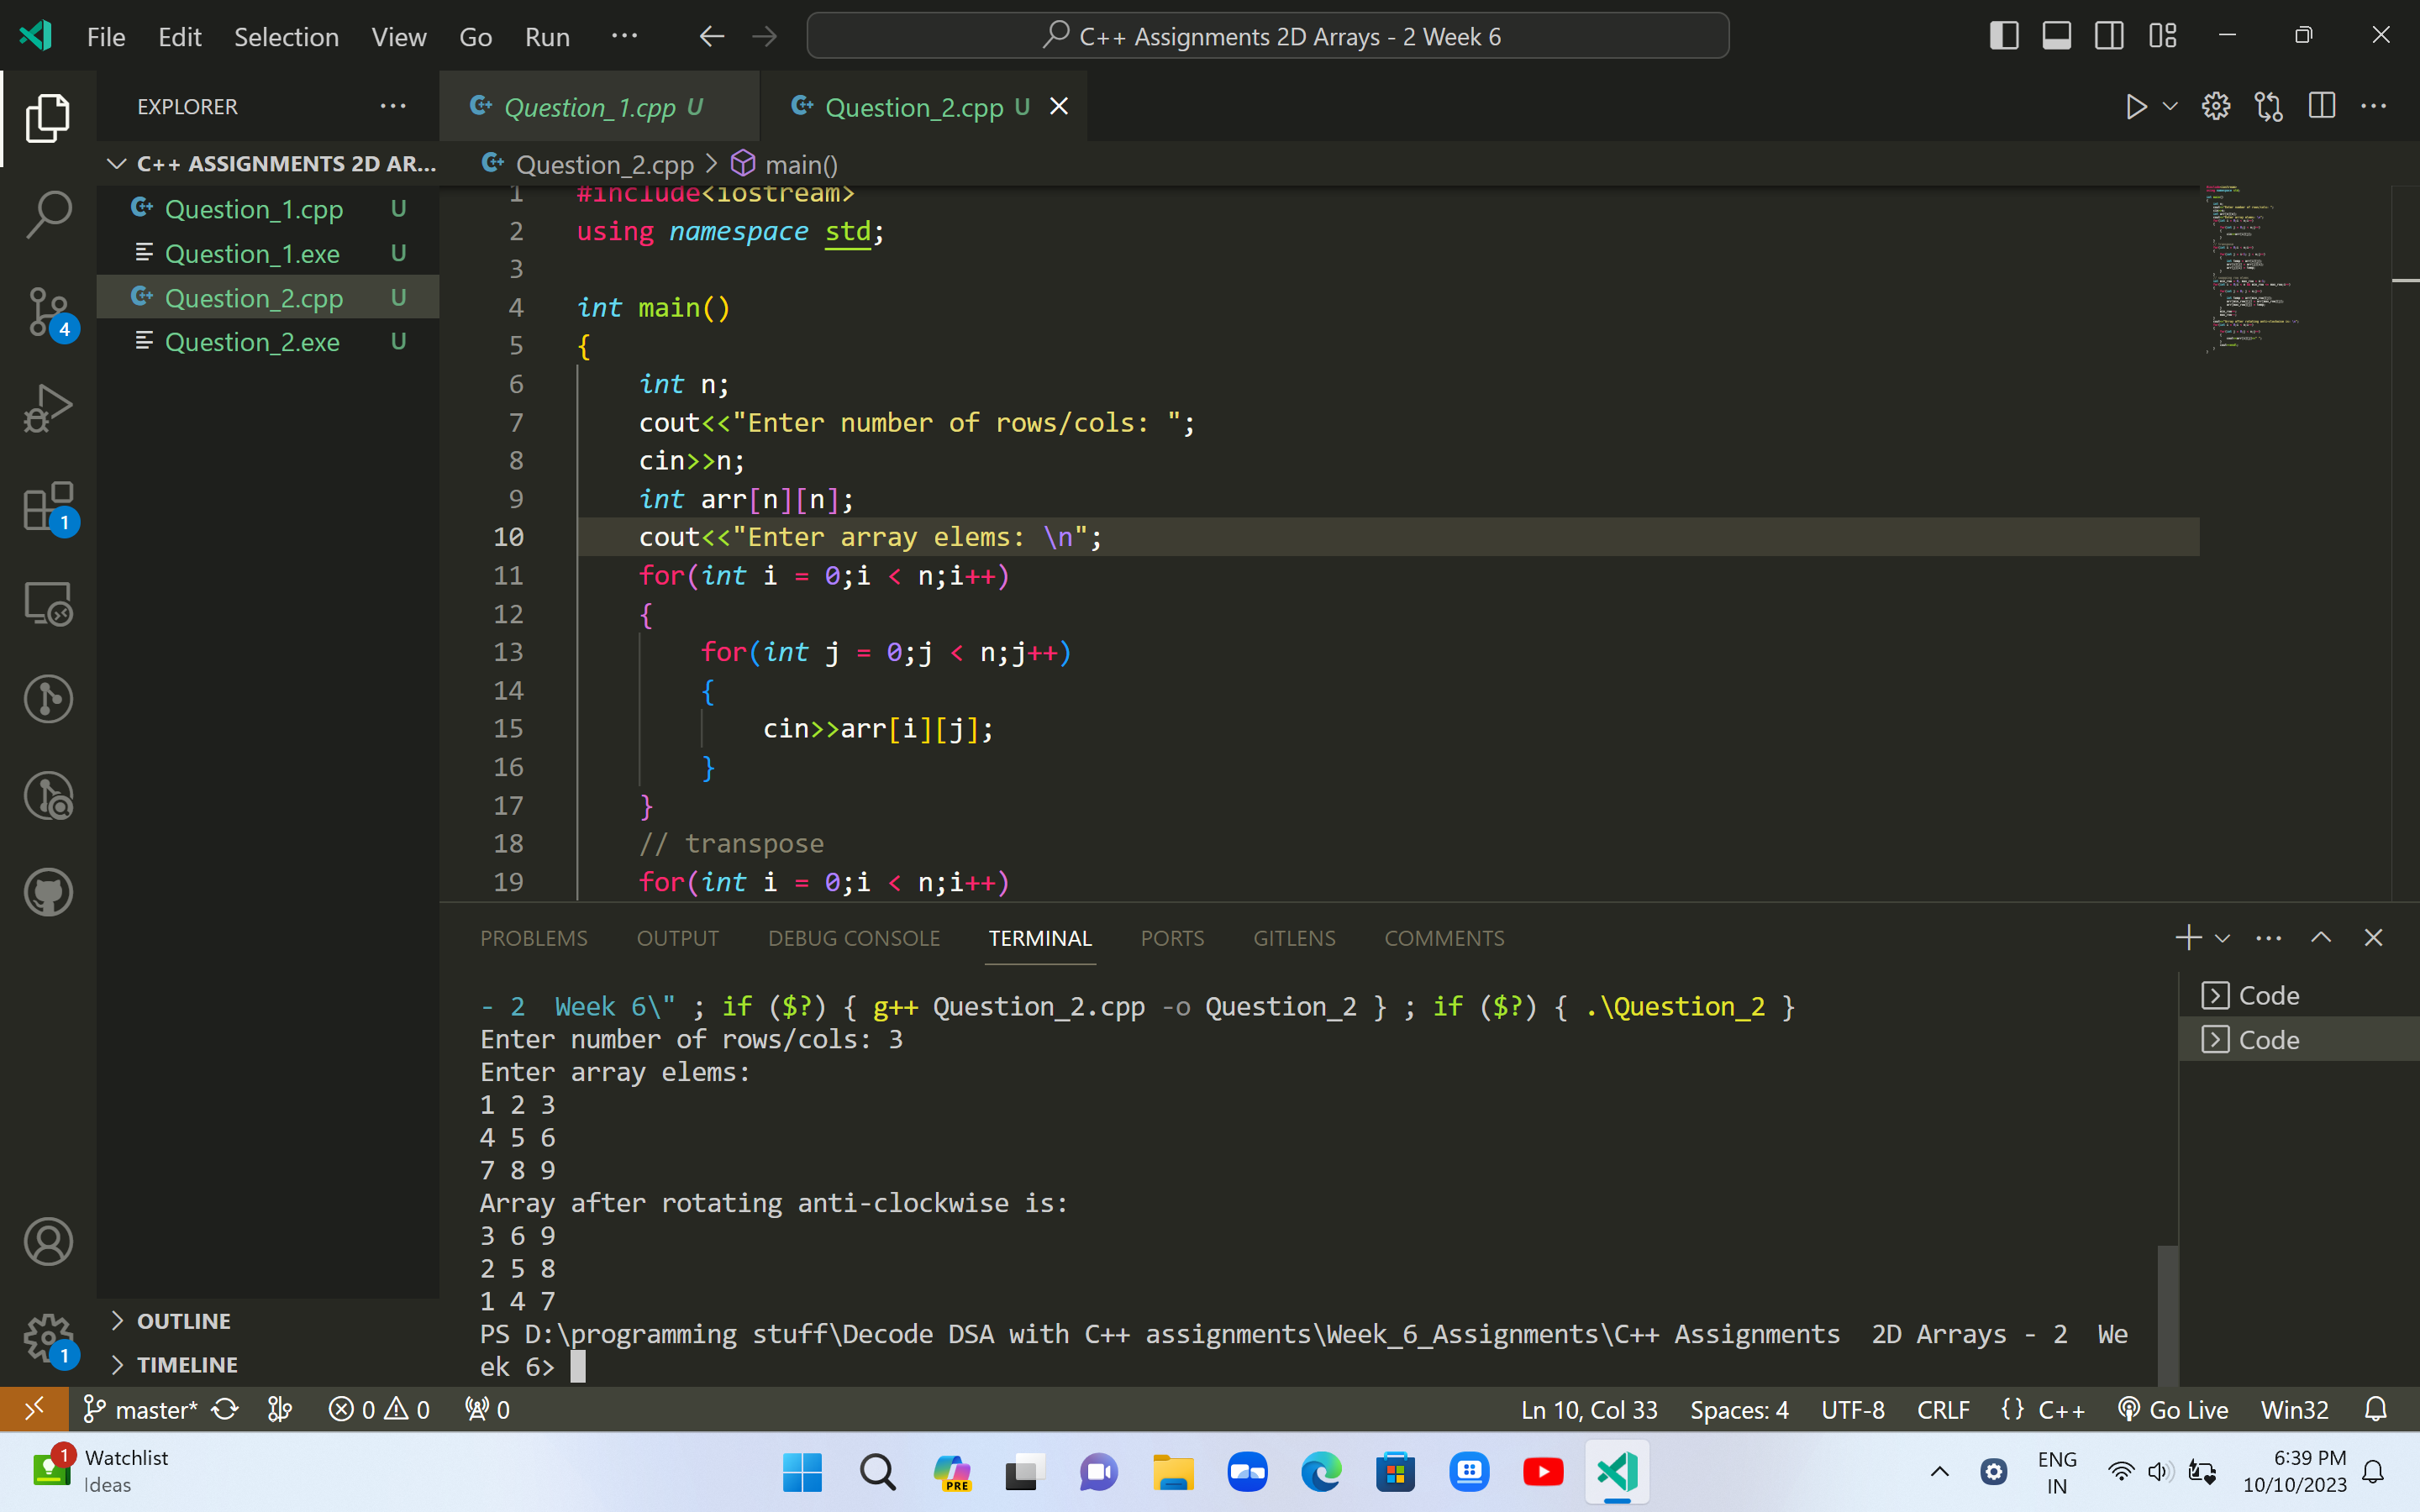 File Edit Selection View Go Run ··· C++ Assignments 2D Arrays - 2 Week 6
EXPLORER ···
Question_1.cpp U Question_2.cpp U
C++ ASSIGNMENTS 2D AR...
Question_1.cpp U
Question_1.exe U
Question_2.cpp U
Question_2.exe U
OUTLINE
TIMELINE
4
1
1
Question_2.cpp > main()
1 #include<iostream>
2 using namespace std;
3
4 int main()
5 {
6 int n;
7 cout<<"Enter number of rows/cols: ";
8 cin>>n;
9 int arr[n][n];
10 cout<<"Enter array elems: \n";
11 for(int i = 0;i < n;i++)
12 {
13 for(int j = 0;j < n;j++)
14 {
15 cin>>arr[i][j];
16 }
17 }
18 // transpose
19 for(int i = 0;i < n;i++)
PROBLEMS OUTPUT DEBUG CONSOLE TERMINAL PORTS GITLENS COMMENTS
- 2  Week 6\" ; if ($?) { g++ Question_2.cpp -o Question_2 } ; if ($?) { .\Question_2 }
Enter number of rows/cols: 3
Enter array elems:
1 2 3
4 5 6
7 8 9
Array after rotating anti-clockwise is:
3 6 9
2 5 8
1 4 7
PS D:\programming stuff\Decode DSA with C++ assignments\Week_6_Assignments\C++ Assignments  2D Arrays - 2  We
ek 6>
Code
Code
master* 0 0 0 Ln 10, Col 33 Spaces: 4 UTF-8 CRLF {} C++ Go Live Win32
1 Watchlist
Ideas
PRE
ENG
IN
6:39 PM
10/10/2023